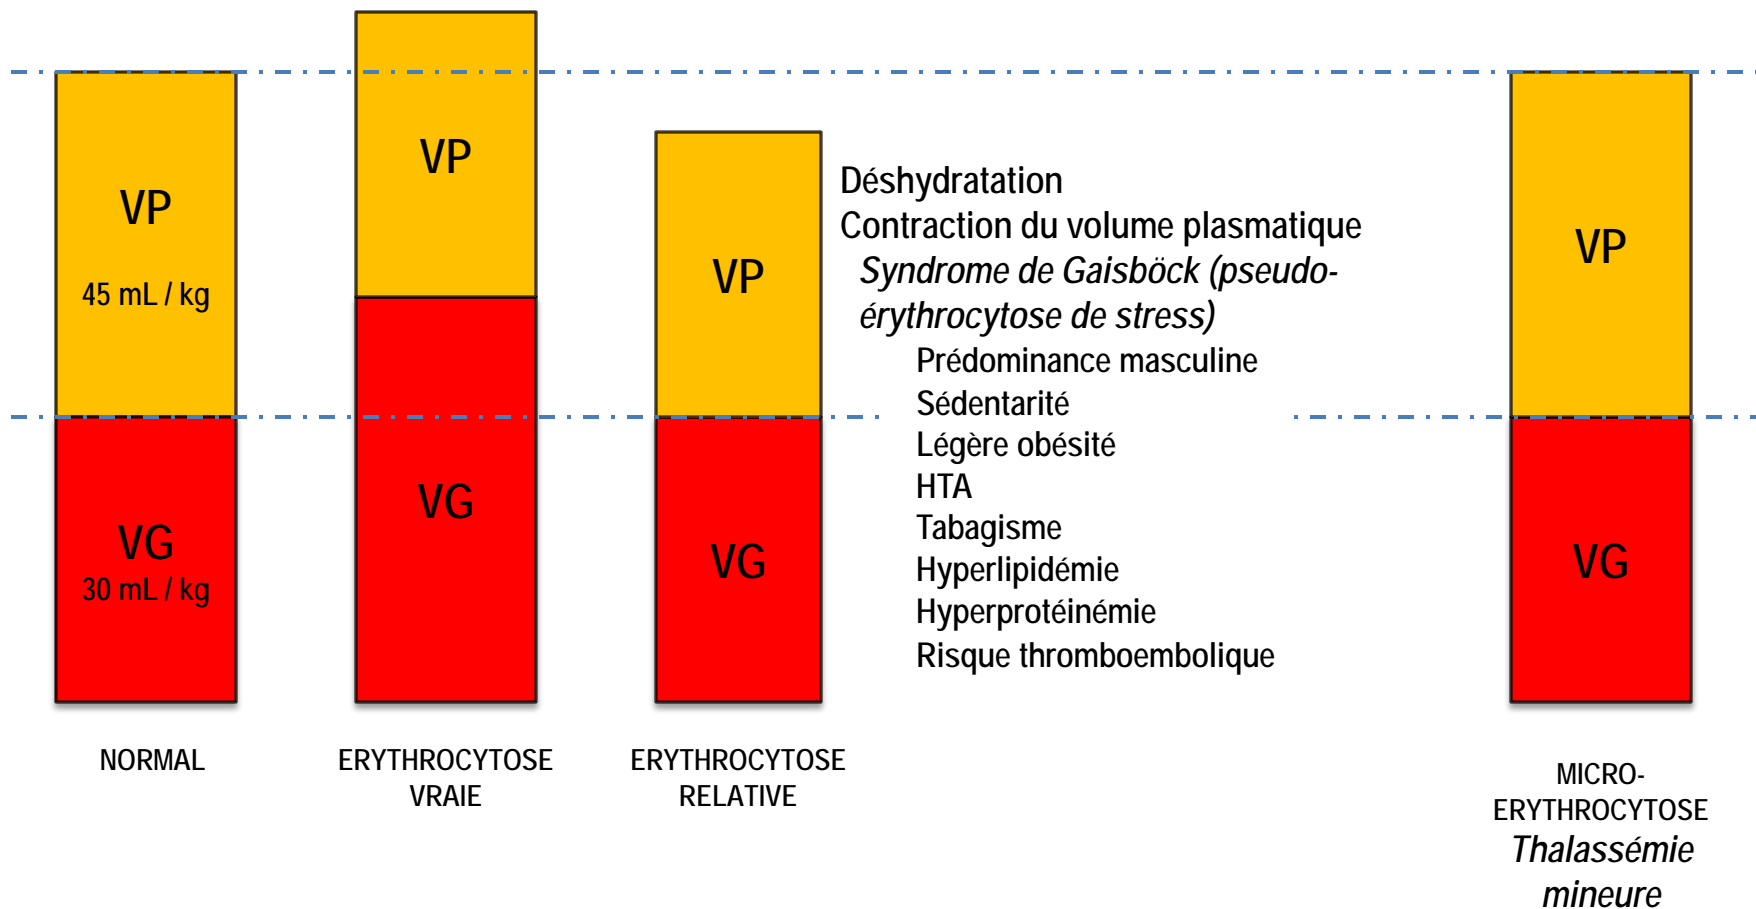 VP
45 mL / kg
VG
30 mL / kg
NORMAL
VP
VG
ERYTHROCYTOSE
VRAIE
VP
VG
ERYTHROCYTOSE
RELATIVE
Déshydratation
Contraction du volume plasmatique
Syndrome de Gaisböck (pseudo-
érythrocytose de stress)
Prédominance masculine
Sédentarité
Légère obésité
HTA
Tabagisme
Hyperlipidémie
Hyperprotéinémie
Risque thromboembolique
VP
VG
MICRO-
ERYTHROCYTOSE
Thalassémie
mineure